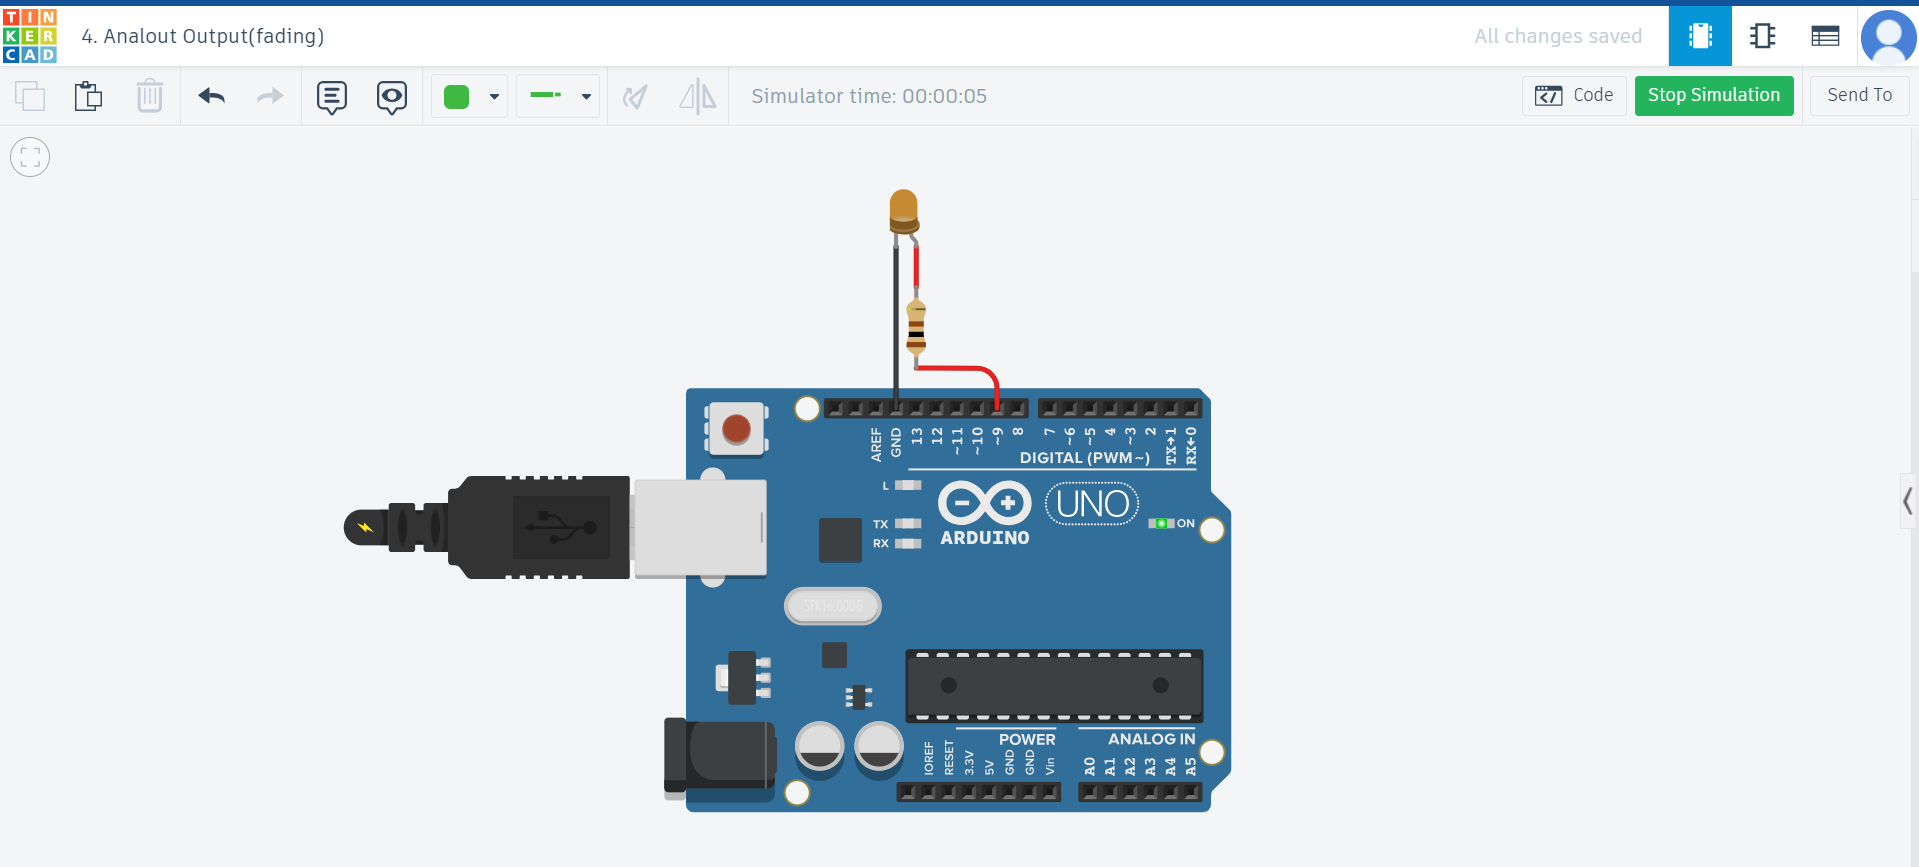 TINKERCAD
4. Analout Output(fading)
All changes saved
Simulator time: 00:00:05
Code
Stop Simulation
Send To
AREF
GND
13
12
~11
~10
~9
8
7
~6
~5
4
~3
2
TX→1
RX←0
DIGITAL (PWM~)
L
TX
RX
UNO
ARDUINO
ON
SPK16.000G
POWER
ANALOG IN
IOREF
RESET
3.3V
5V
GND
GND
Vin
A0
A1
A2
A3
A4
A5